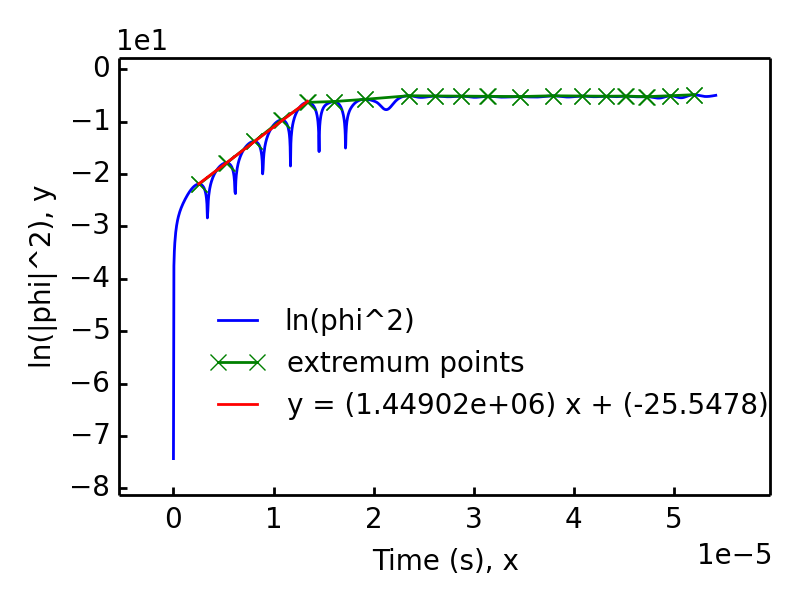 1e1
0
−1
−2
−3
−4
−5
−6
−7
−8
ln(|phi|^2), y
ln(phi^2)
extremum points
y = (1.44902e+06) x + (-25.5478)
0 1 2 3 4 5
1e−5
Time (s), x